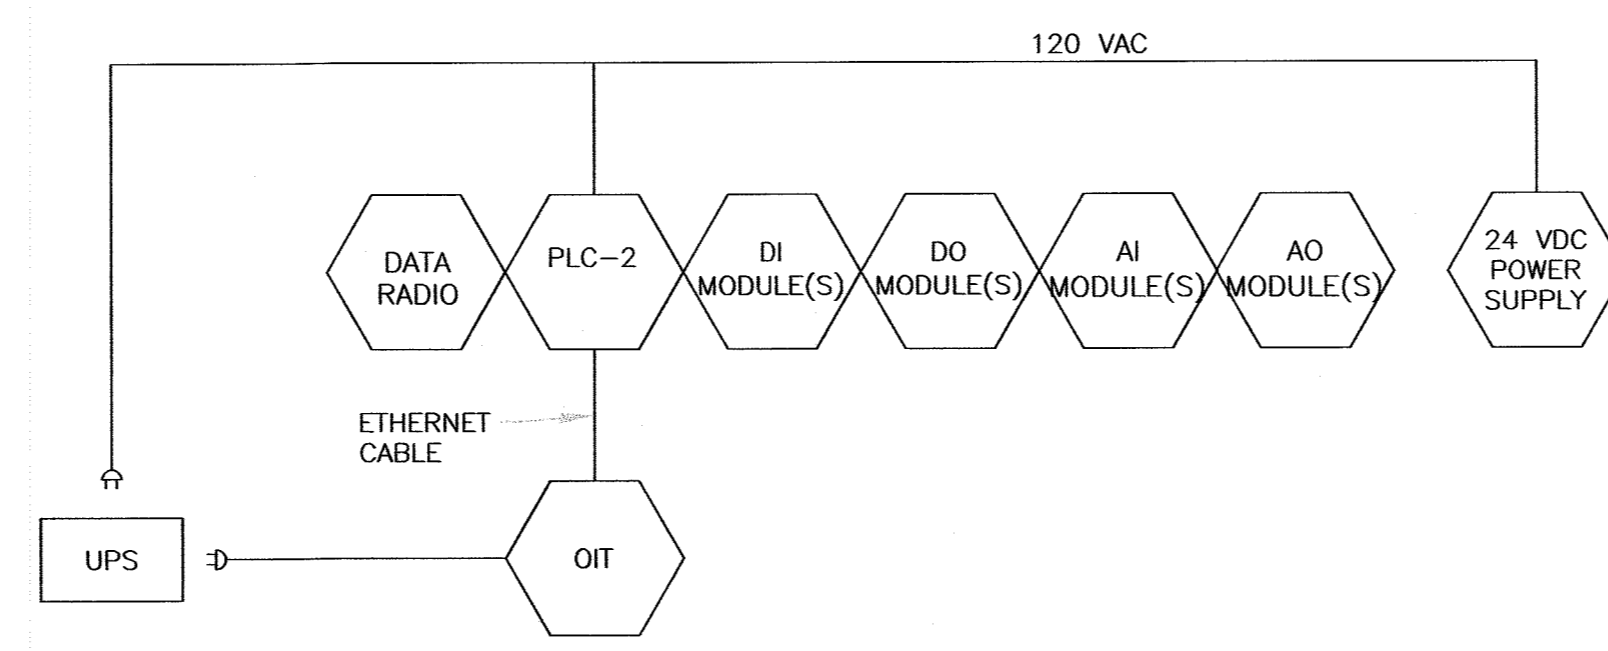 120 VAC
DATA
RADIO
PLC-2
DI
MODULE(S)
DO
MODULE(S)
AI
MODULE(S)
AO
MODULE(S)
24 VDC
POWER
SUPPLY
ETHERNET
CABLE
UPS
OIT